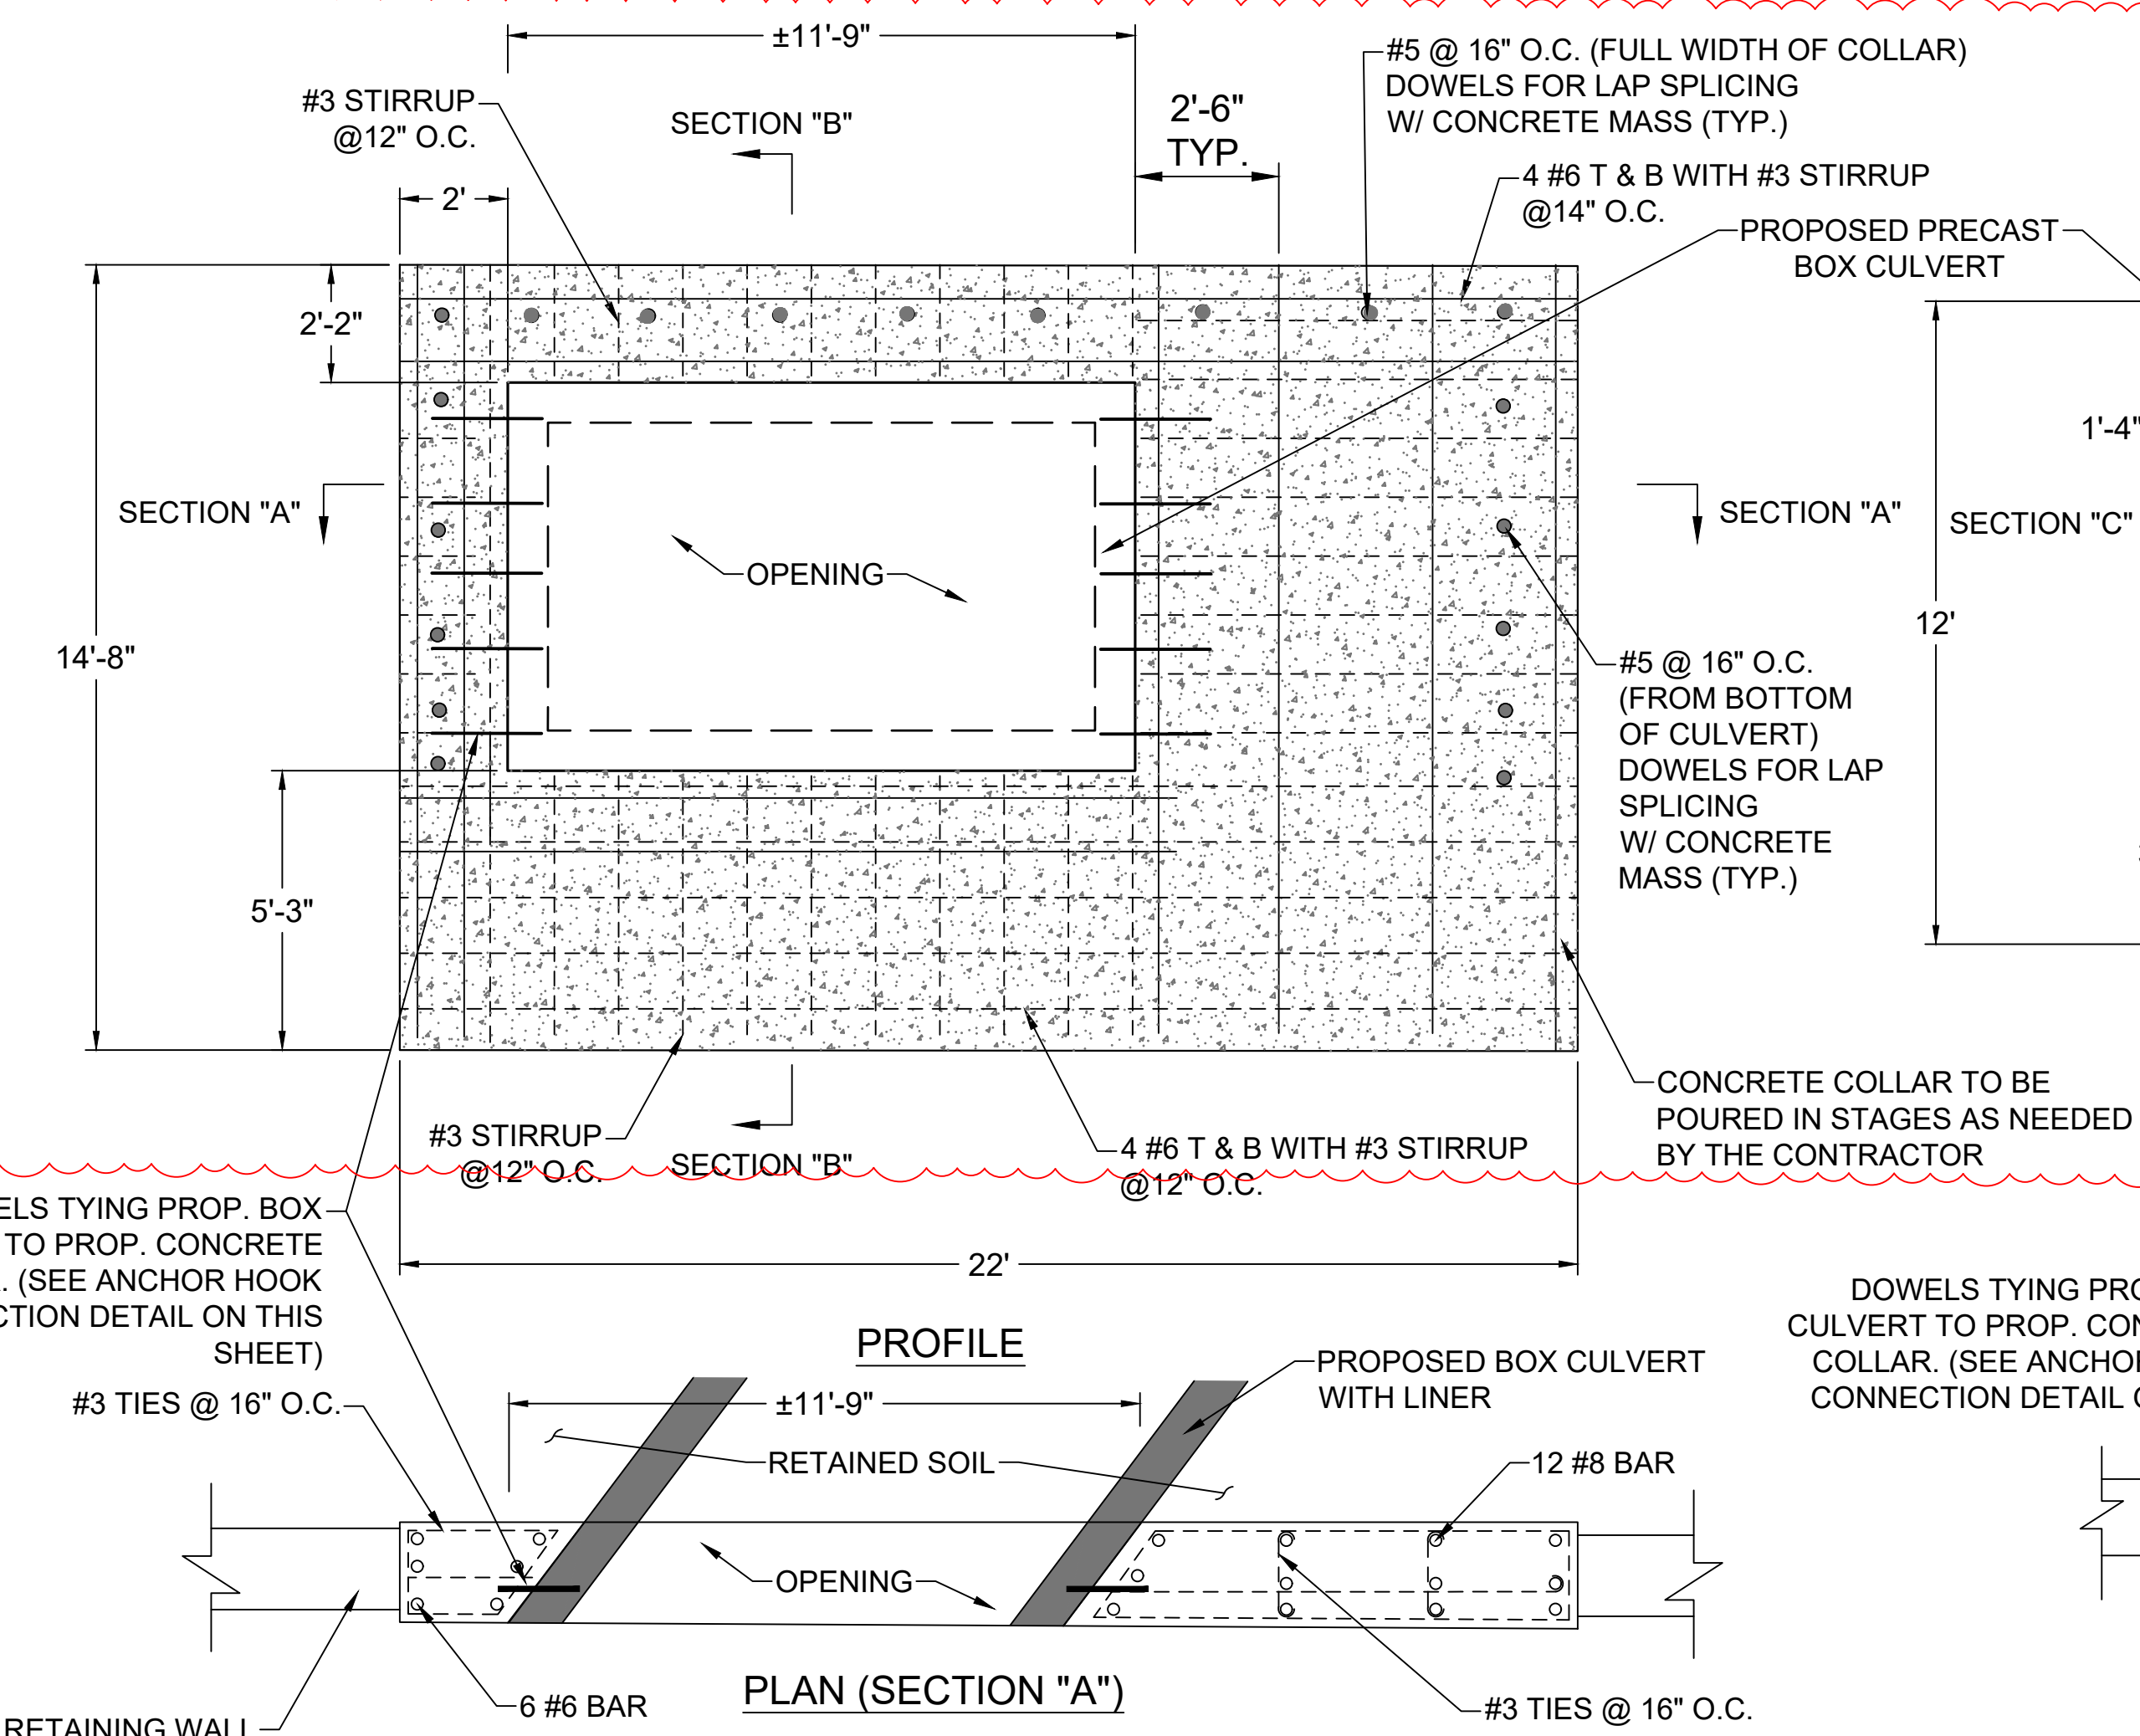 ±11'-9"
#5 @ 16" O.C. (FULL WIDTH OF COLLAR)
DOWELS FOR LAP SPLICING
W/ CONCRETE MASS (TYP.)
#3 STIRRUP
@12" O.C.
SECTION "B"
2'-6"
TYP.
4 #6 T & B WITH #3 STIRRUP
@14" O.C.
2'
PROPOSED PRECAST
BOX CULVERT
2'-2"
1'-4"
SECTION "A"
SECTION "A"
SECTION "C"
OPENING
12'
14'-8"
#5 @ 16" O.C.
(FROM BOTTOM
OF CULVERT)
DOWELS FOR LAP
SPLICING
W/ CONCRETE
MASS (TYP.)
5'-3"
CONCRETE COLLAR TO BE
POURED IN STAGES AS NEEDED
BY THE CONTRACTOR
#3 STIRRUP
@12" O.C.
SECTION "B"
4 #6 T & B WITH #3 STIRRUP
@12" O.C.
TYING PROP. BOX
TO PROP. CONCRETE
(SEE ANCHOR HOOK
DETAIL ON THIS
SHEET)
22'
PROFILE
DOWELS TYING
CULVERT TO PROP.
COLLAR. (SEE
CONNECTION DETAIL
#3 TIES @ 16" O.C.
±11'-9"
PROPOSED BOX CULVERT
WITH LINER
RETAINED SOIL
12 #8 BAR
OPENING
6 #6 BAR
PLAN (SECTION "A")
#3 TIES @ 16" O.C.
RETAINING WALL